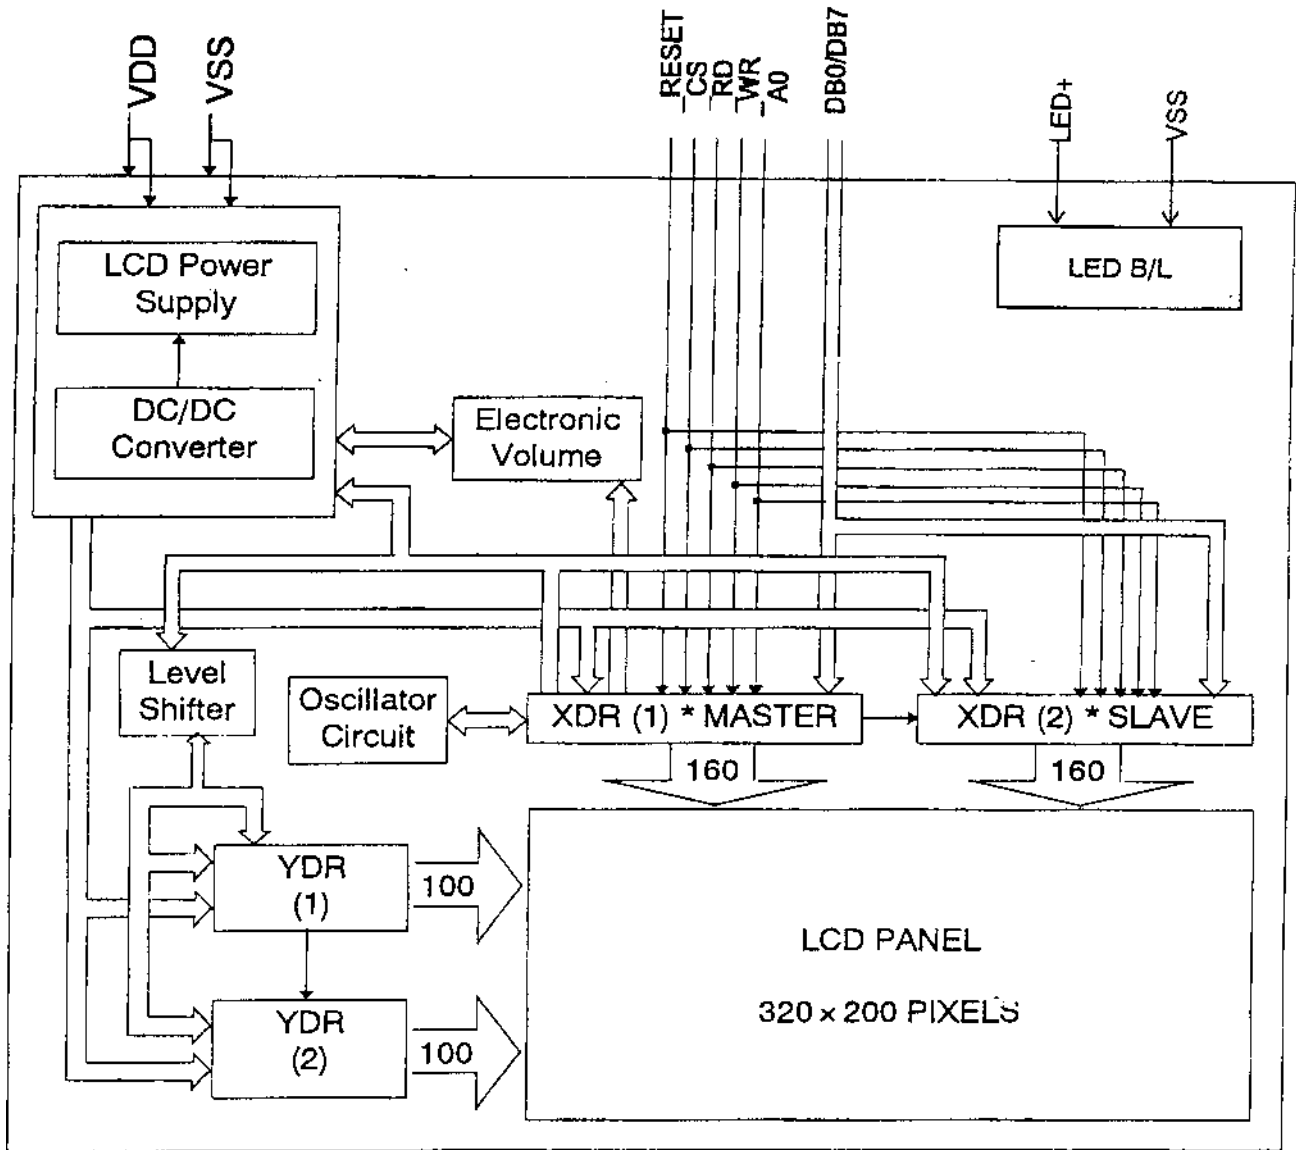 VDD
VSS
_RESET
_CS
_RD
_WR
_A0
DB0/DB7
LED+
VSS
LCD Power
Supply
LED B/L
DC/DC
Converter
Electronic
Volume
Level
Shifter
Oscillator
Circuit
XDR (1) * MASTER
XDR (2) * SLAVE
160
160
YDR
(1)
100
LCD PANEL
320 x 200 PIXELS
YDR
(2)
100